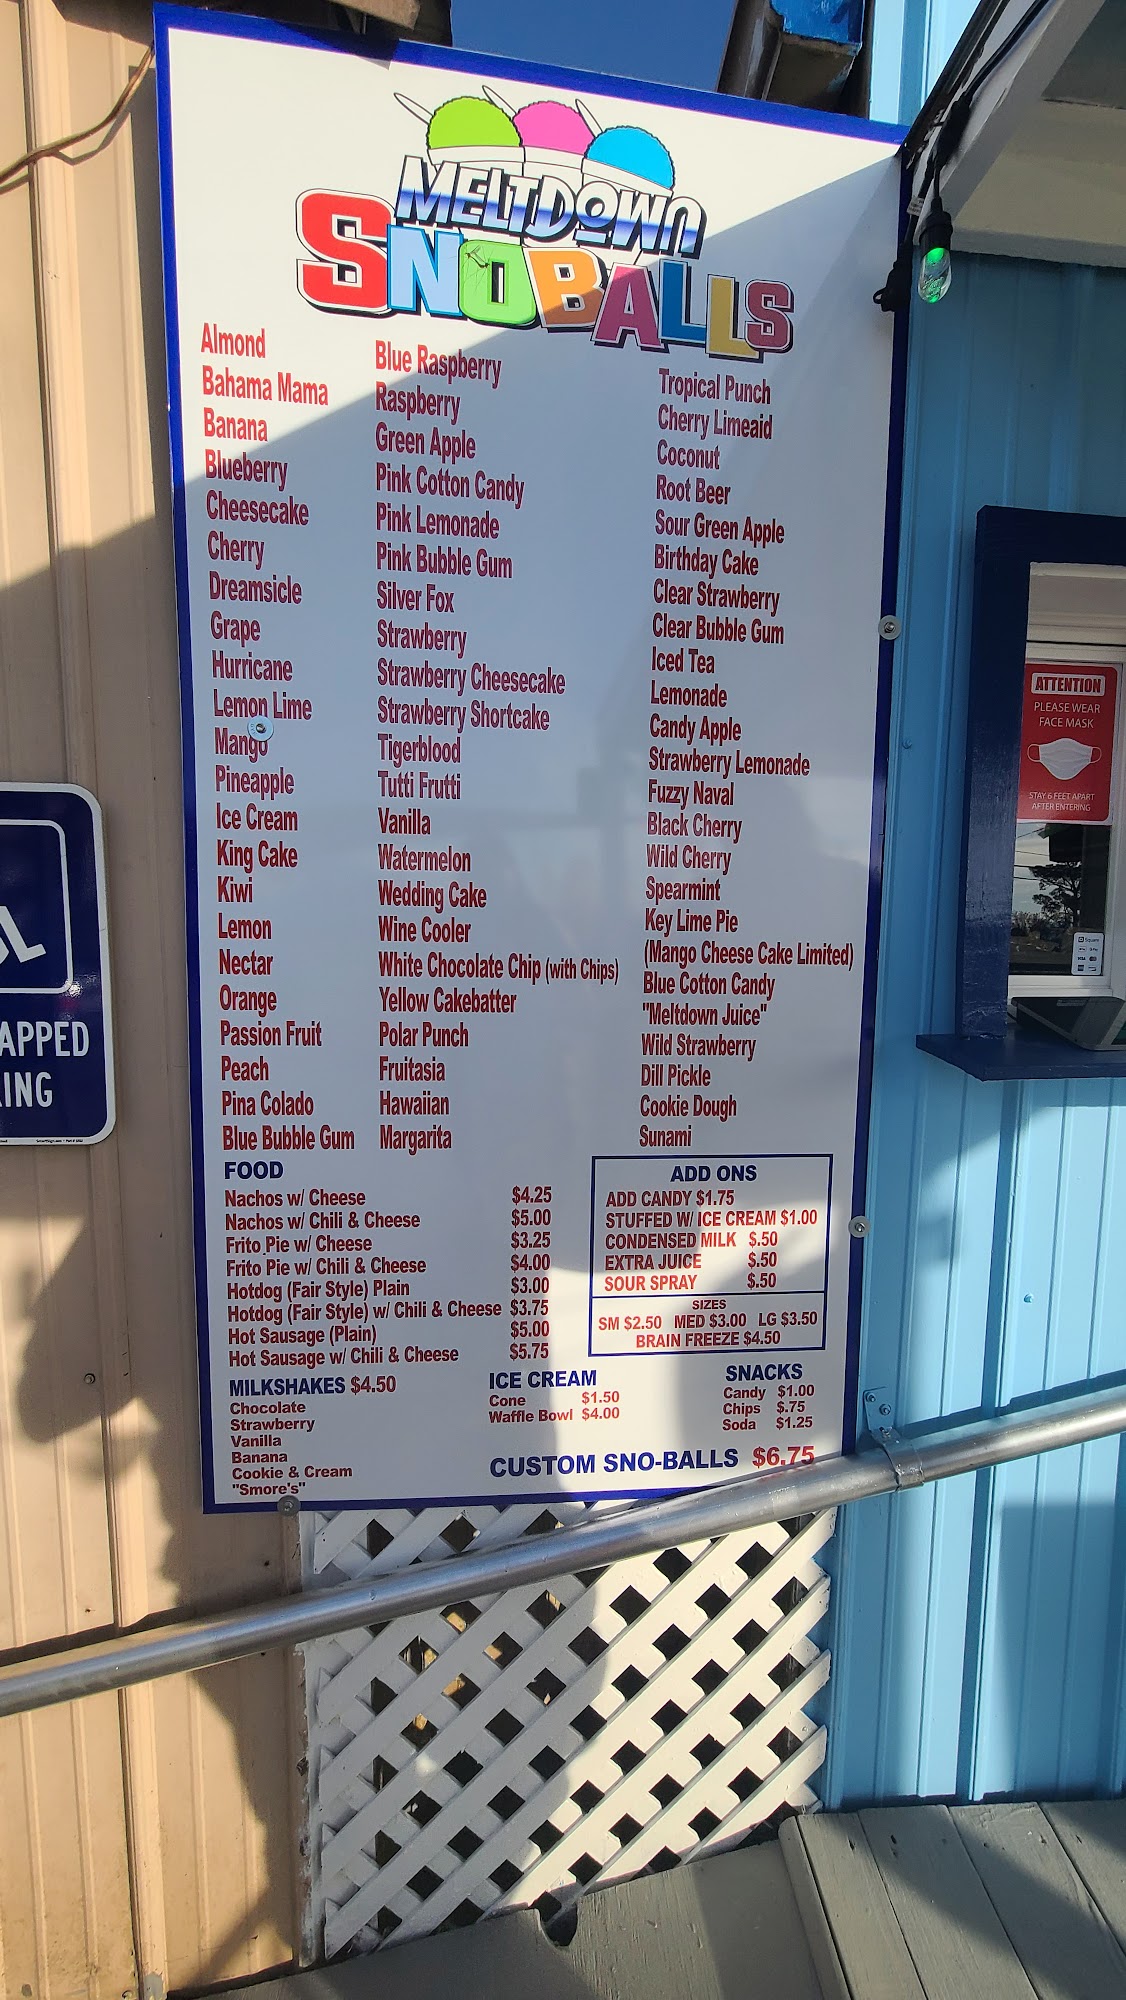 MELTDOWN
SNOBALLS
Almond
Bahama Mama
Banana
Blueberry
Cheesecake
Cherry
Dreamsicle
Grape
Hurricane
Lemon Lime
Mango
Pineapple
Ice Cream
King Cake
Kiwi
Lemon
Nectar
Orange
Passion Fruit
Peach
Pina Colado
Blue Bubble Gum
Blue Raspberry
Raspberry
Green Apple
Pink Cotton Candy
Pink Lemonade
Pink Bubble Gum
Silver Fox
Strawberry
Strawberry Cheesecake
Strawberry Shortcake
Tigerblood
Tutti Frutti
Vanilla
Watermelon
Wedding Cake
Wine Cooler
White Chocolate Chip (with Chips)
Yellow Cakebatter
Polar Punch
Fruitasia
Hawaiian
Margarita
Tropical Punch
Cherry Limeaid
Coconut
Root Beer
Sour Green Apple
Birthday Cake
Clear Strawberry
Clear Bubble Gum
Iced Tea
Lemonade
Candy Apple
Strawberry Lemonade
Fuzzy Naval
Black Cherry
Wild Cherry
Spearmint
Key Lime Pie
(Mango Cheese Cake Limited)
Blue Cotton Candy
"Meltdown Juice"
Wild Strawberry
Dill Pickle
Cookie Dough
Sunami
FOOD
Nachos w/ Cheese $4.25
Nachos w/ Chili & Cheese $5.00
Frito Pie w/ Cheese $3.25
Frito Pie w/ Chili & Cheese $4.00
Hotdog (Fair Style) Plain $3.00
Hotdog (Fair Style) w/ Chili & Cheese $3.75
Hot Sausage (Plain) $5.00
Hot Sausage w/ Chili & Cheese $5.75
ADD ONS
ADD CANDY $1.75
STUFFED W/ ICE CREAM $1.00
CONDENSED MILK $.50
EXTRA JUICE $.50
SOUR SPRAY $.50
SIZES
SM $2.50 MED $3.00 LG $3.50
BRAIN FREEZE $4.50
MILKSHAKES $4.50
Chocolate
Strawberry
Vanilla
Banana
Cookie & Cream
"Smore's"
ICE CREAM
Cone $1.50
Waffle Bowl $4.00
SNACKS
Candy $1.00
Chips $.75
Soda $1.25
CUSTOM SNO-BALLS $6.75
APPED
ING
ATTENTION
PLEASE WEAR
FACE MASK
STAY 6 FEET APART
AFTER ENTERING
Square